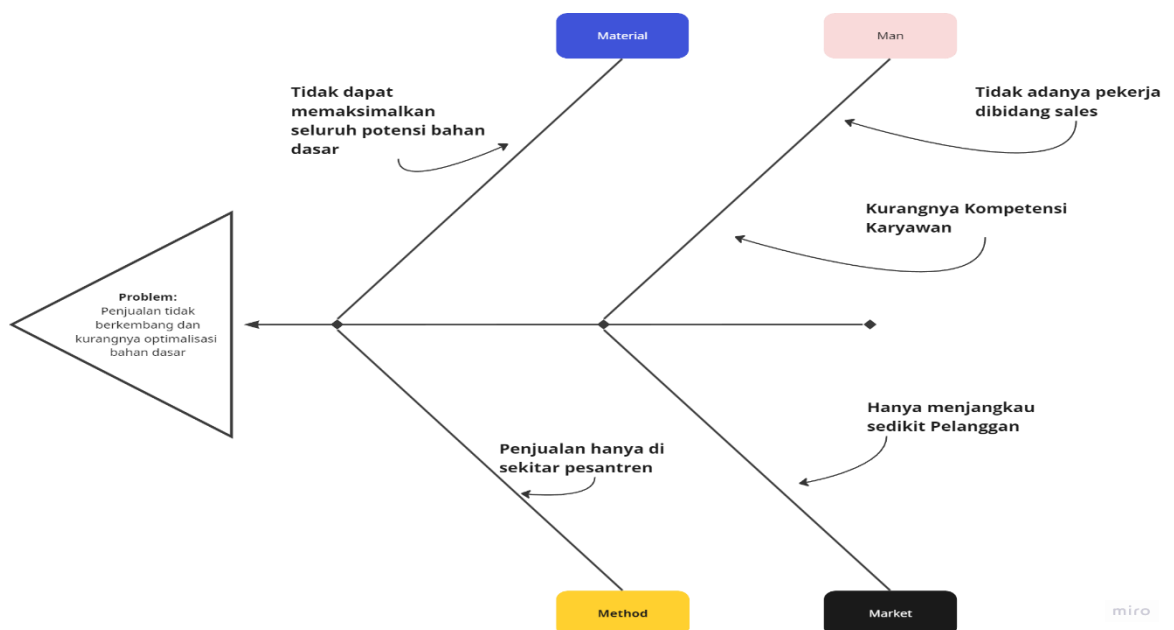 Material
Man
Tidak dapat
memaksimalkan
seluruh potensi bahan
dasar
Tidak adanya pekerja
dibidang sales
Kurangnya Kompetensi
Karyawan
Problem:
Penjualan tidak
berkembang dan
kurangnya optimalisasi
bahan dasar
Hanya menjangkau
sedikit Pelanggan
Penjualan hanya di
sekitar pesantren
Method
Market
miro